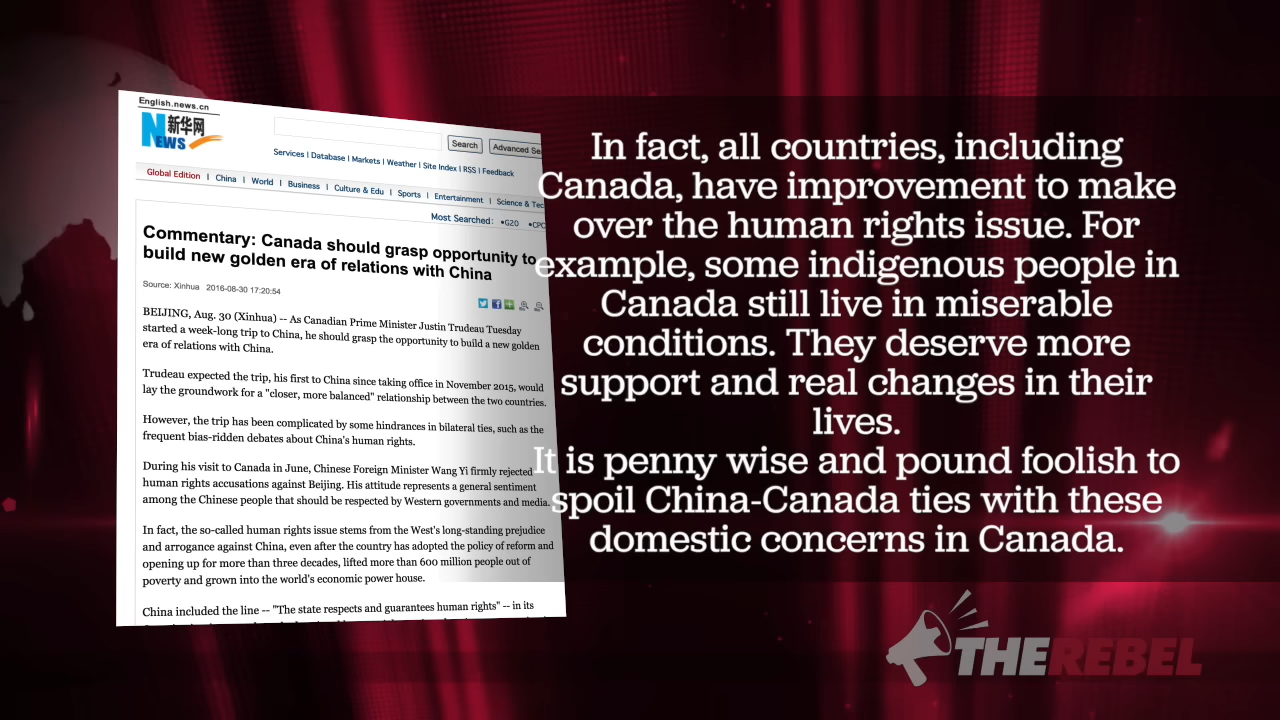 English.news.cn
新华网
NEWS
Search
Advanced Se
Services | Database | Markets | Weather | Site Index | RSS | Feedback
Global Edition | China | World | Business | Culture & Edu | Sports | Entertainment | Science & Tec
Most Searched: •G20 •CPC
Commentary: Canada should grasp opportunity to
build new golden era of relations with China
Source: Xinhua 2016-08-30 17:20:54
BEIJING, Aug. 30 (Xinhua) -- As Canadian Prime Minister Justin Trudeau Tuesday
started a week-long trip to China, he should grasp the opportunity to build a new golden
era of relations with China.
Trudeau expected the trip, his first to China since taking office in November 2015, would
lay the groundwork for a "closer, more balanced" relationship between the two countries.
However, the trip has been complicated by some hindrances in bilateral ties, such as the
frequent bias-ridden debates about China's human rights.
During his visit to Canada in June, Chinese Foreign Minister Wang Yi firmly rejected
human rights accusations against Beijing. His attitude represents a general sentiment
among the Chinese people that should be respected by Western governments and media.
In fact, the so-called human rights issue stems from the West's long-standing prejudice
and arrogance against China, even after the country has adopted the policy of reform and
opening up for more than three decades, lifted more than 600 million people out of
poverty and grown into the world's economic power house.
China included the line -- "The state respects and guarantees human rights" -- in its
In fact, all countries, including
Canada, have improvement to make
over the human rights issue. For
example, some indigenous people in
Canada still live in miserable
conditions. They deserve more
support and real changes in their
lives.
It is penny wise and pound foolish to
spoil China-Canada ties with these
domestic concerns in Canada.
THEREBEL